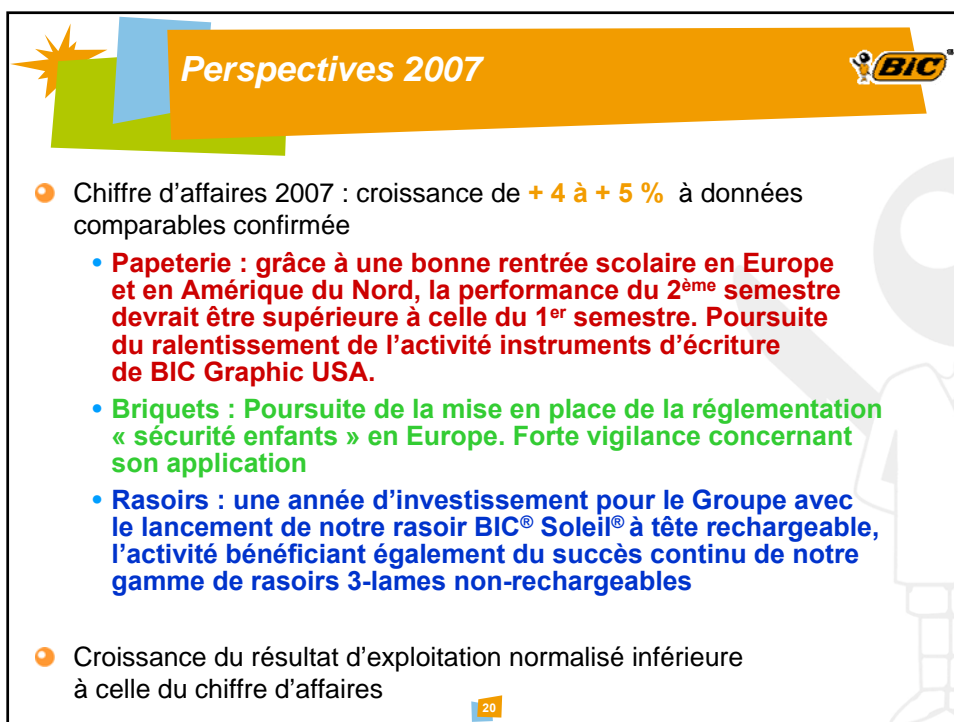 Perspectives 2007
BIC
Chiffre d'affaires 2007 : croissance de + 4 à + 5 % à données
comparables confirmée
• Papeterie : grâce à une bonne rentrée scolaire en Europe
et en Amérique du Nord, la performance du 2ème semestre
devrait être supérieure à celle du 1er semestre. Poursuite
du ralentissement de l'activité instruments d'écriture
de BIC Graphic USA.
• Briquets : Poursuite de la mise en place de la réglementation
« sécurité enfants » en Europe. Forte vigilance concernant
son application
• Rasoirs : une année d'investissement pour le Groupe avec
le lancement de notre rasoir BIC® Soleil® à tête rechargeable,
l'activité bénéficiant également du succès continu de notre
gamme de rasoirs 3-lames non-rechargeables
Croissance du résultat d'exploitation normalisé inférieure
à celle du chiffre d'affaires
20